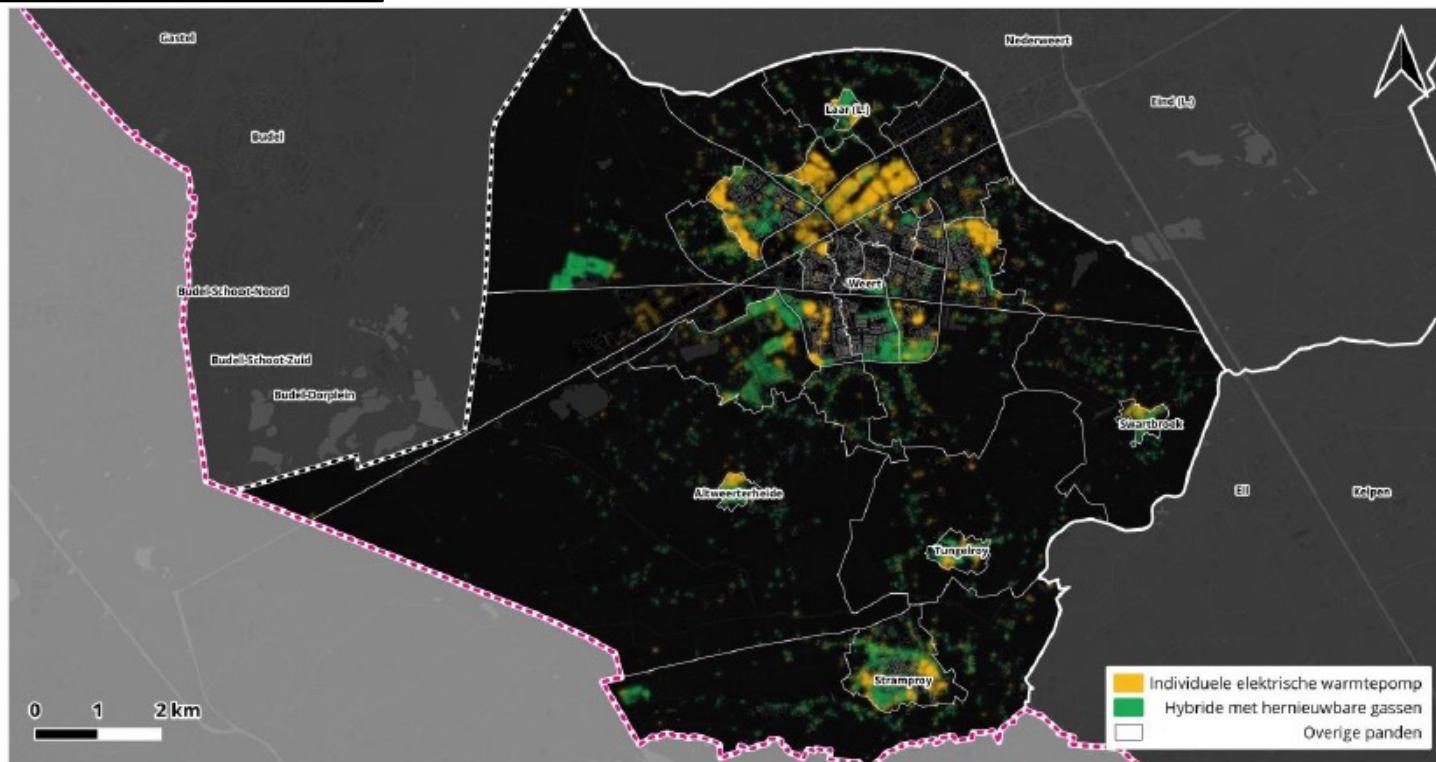 Gastel
Nederweert
Eind (L.)
Laar (L.)
Budel
Budel-Schoot-Noord
Weert
Budel-Schoot-Zuid
Budel-Dorplein
Swartbroek
Altweerterheide
Ell
Kelpen
Tungelroy
Stramproy
Individuele elektrische warmtepomp
Hybride met hernieuwbare gassen
Overige panden
0 1 2 km